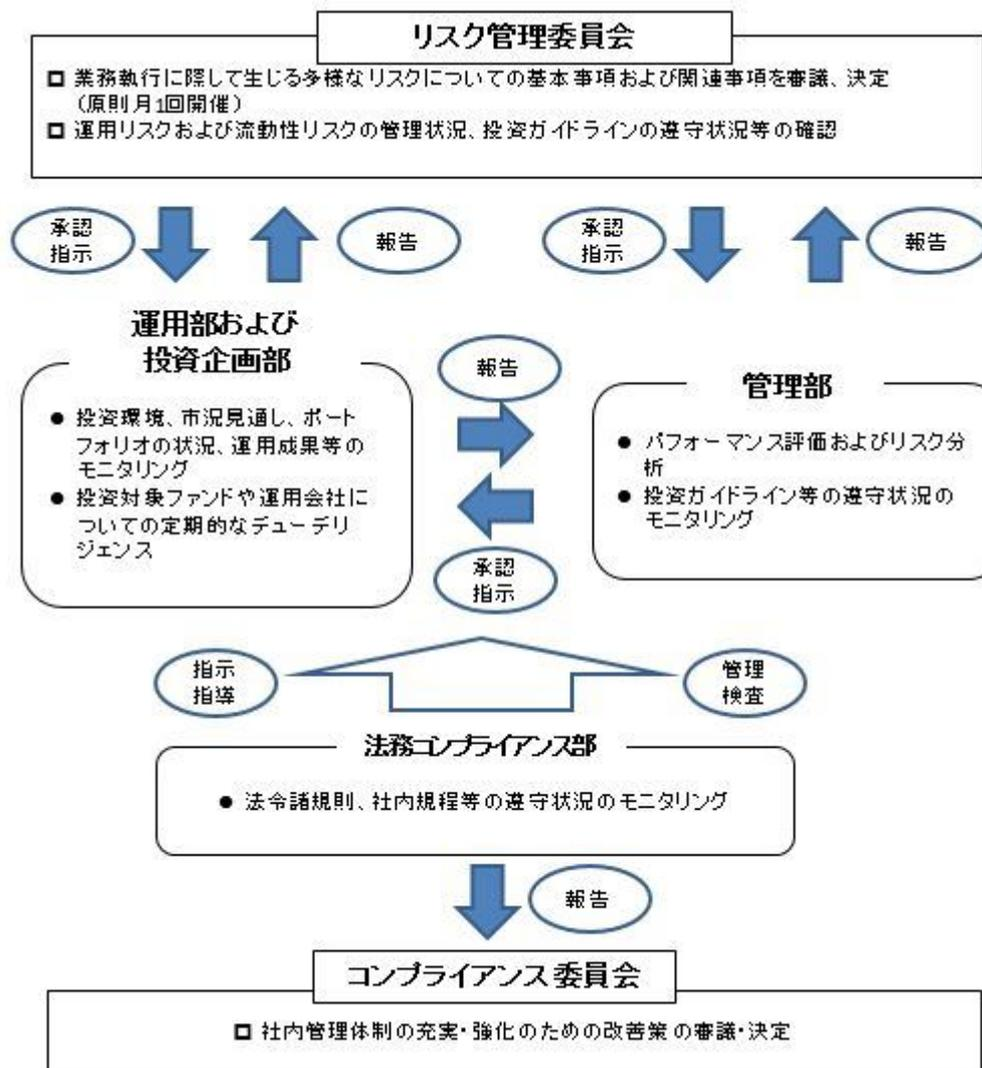 リスク管理委員会
業務執行に際して生じる多様なリスクについての基本事項および関連事項を審議、決定
(原則月1回開催)
運用リスクおよび流動性リスクの管理状況、投資ガイドラインの遵守状況等の確認
承認
指示
報告
承認
指示
報告
運用部および
投資企画部
投資環境、市況見通し、ポート
フォリオの状況、運用成果等の
モニタリング
投資対象ファンドや運用会社に
ついての定期的なデューデリ
ジェンス
報告
承認
指示
管理部
パフォーマンス評価およびリスク分
析
投資ガイドライン等の遵守状況の
モニタリング
指示
指導
管理
検査
法務コンプライアンス部
法令諸規則、社内規程等の遵守状況のモニタリング
報告
コンプライアンス委員会
社内管理体制の充実・強化のための改善策の審議・決定